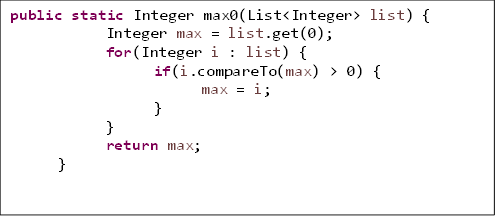 public static Integer max0(List<Integer> list) {
Integer max = list.get(0);
for(Integer i : list) {
if(i.compareTo(max) > 0) {
max = i;
}
}
return max;
}